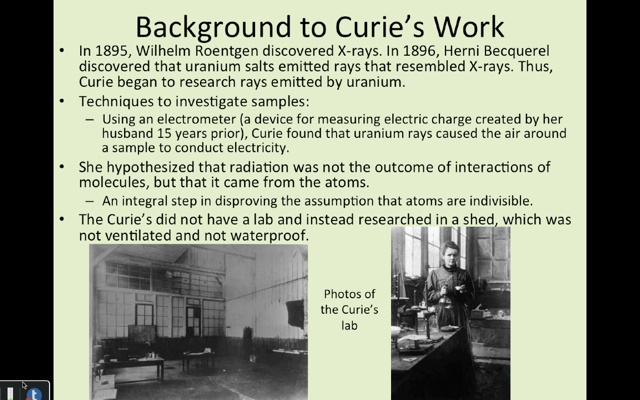 Background to Curie's Work
• In 1895, Wilhelm Roentgen discovered X-rays. In 1896, Herni Becquerel
discovered that uranium salts emitted rays that resembled X-rays. Thus,
Curie began to research rays emitted by uranium.
• Techniques to investigate samples:
– Using an electrometer (a device for measuring electric charge created by her
husband 15 years prior), Curie found that uranium rays caused the air around
a sample to conduct electricity.
• She hypothesized that radiation was not the outcome of interactions of
molecules, but that it came from the atoms.
– An integral step in disproving the assumption that atoms are indivisible.
• The Curie's did not have a lab and instead researched in a shed, which was
not ventilated and not waterproof.
Photos of
the Curie's
lab